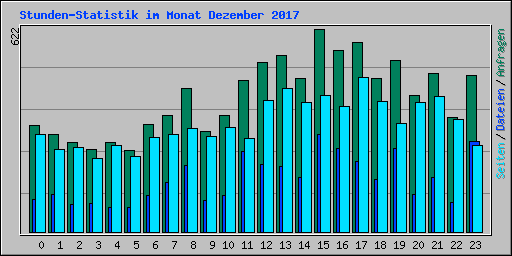 Stunden-Statistik im Monat Dezember 2017
622
Seiten / Dateien / Anfragen
0 1 2 3 4 5 6 7 8 9 10 11 12 13 14 15 16 17 18 19 20 21 22 23